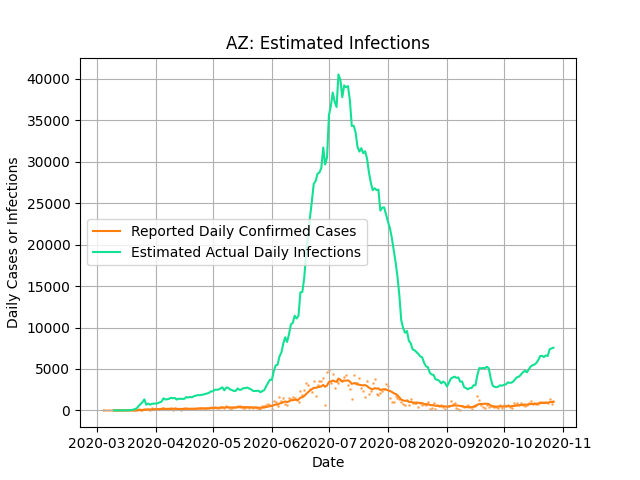 AZ: Estimated Infections
40000
35000
30000
25000
20000
15000
10000
5000
0
Daily Cases or Infections
Reported Daily Confirmed Cases
Estimated Actual Daily Infections
2020-03 2020-04 2020-05 2020-06 2020-07 2020-08 2020-09 2020-10 2020-11
Date